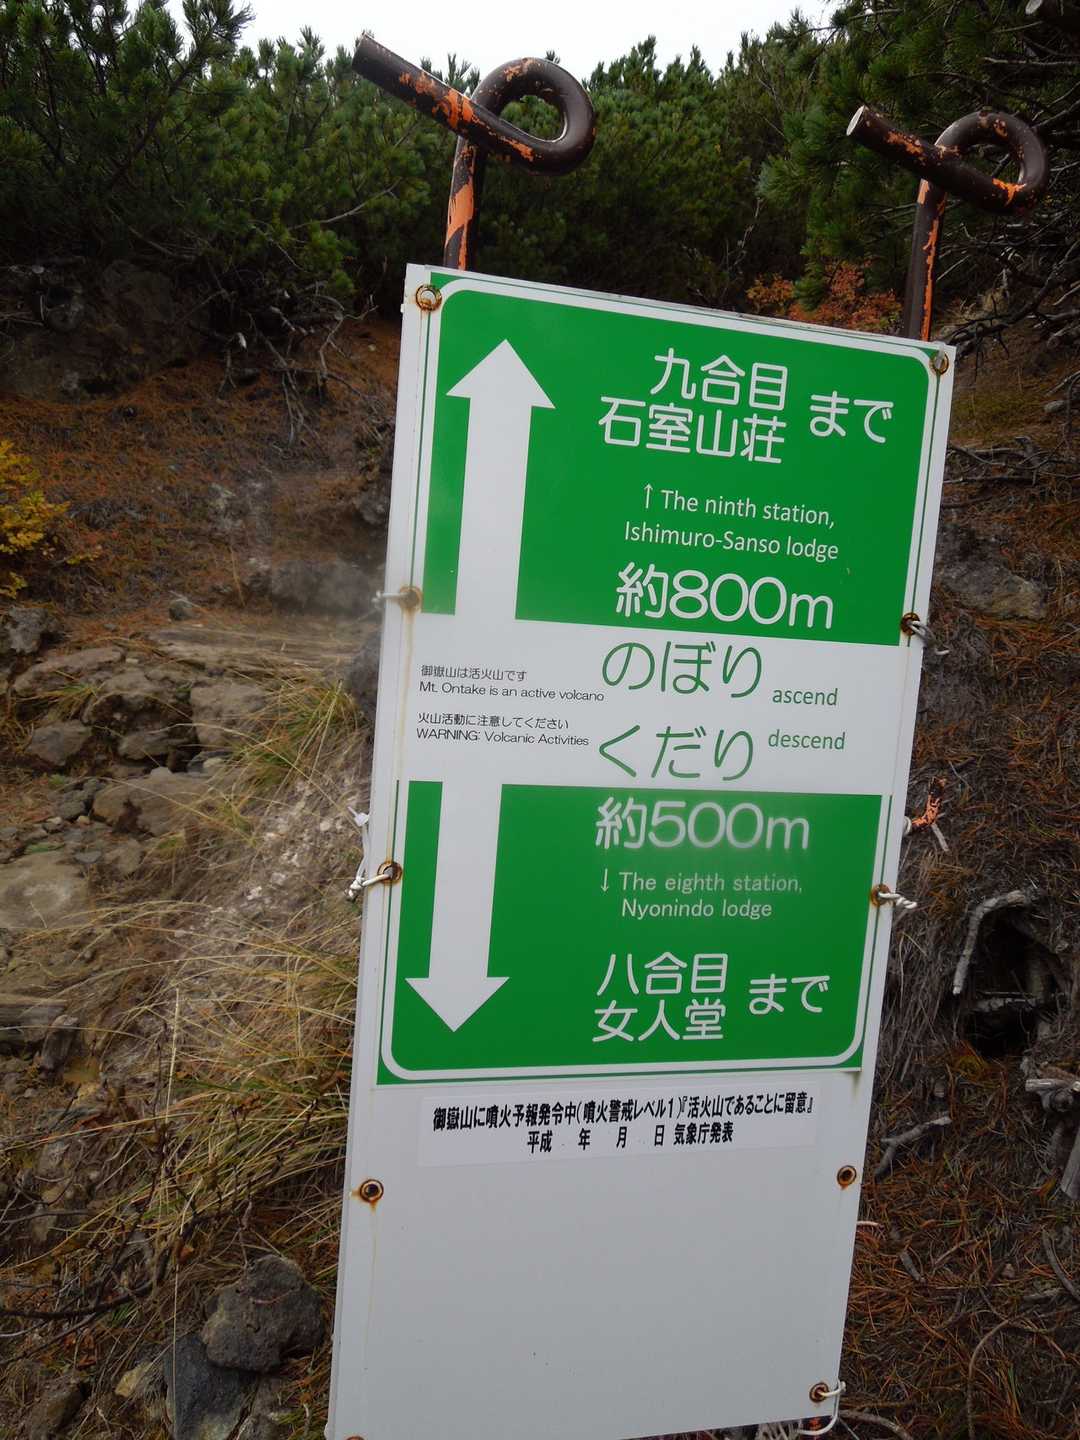 九合目
石室山荘 まで
↑ The ninth station,
Ishimuro-Sanso lodge
約800m
のぼり ascend
御嶽山は活火山です
Mt. Ontake is an active volcano
火山活動に注意してください
WARNING: Volcanic Activities
くだり descend
約500m
↓ The eighth station,
Nyonindo lodge
八合目
女人堂 まで
御嶽山に噴火予報発令中(噴火警戒レベル1)『活火山であることに留意』
平成 年 月 日 気象庁発表